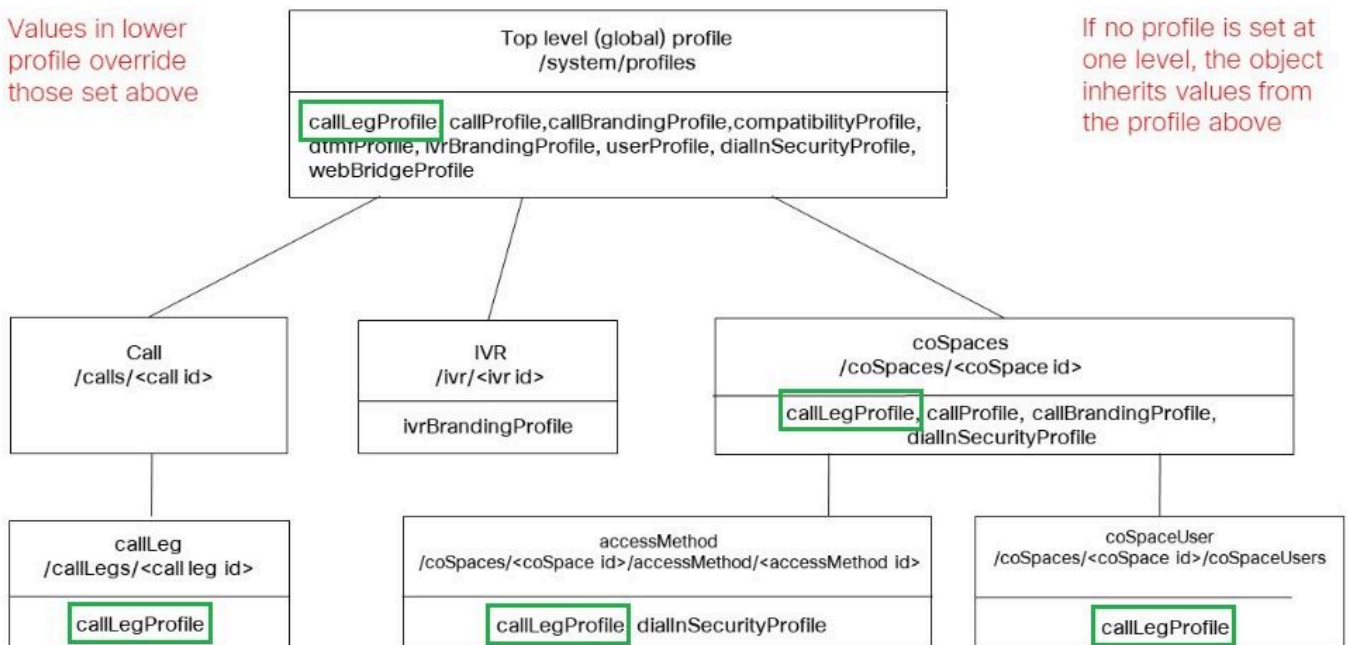 Values in lower
profile override
those set above
Top level (global) profile
/system/profiles
If no profile is set at
one level, the object
inherits values from
the profile above
callLegProfile, callProfile,callBrandingProfile,compatibilityProfile,
dtmfProfile, ivrBrandingProfile, userProfile, dialInSecurityProfile,
webBridgeProfile
Call
/calls/<call id>
IVR
/ivr/<ivr id>
ivrBrandingProfile
coSpaces
/coSpaces/<coSpace id>
callLegProfile, callProfile, callBrandingProfile,
dialInSecurityProfile
callLeg
/callLegs/<call leg id>
callLegProfile
accessMethod
/coSpaces/<coSpace id>/accessMethod/<accessMethod id>
callLegProfile dialInSecurityProfile
coSpaceUser
/coSpaces/<coSpace id>/coSpaceUsers
callLegProfile